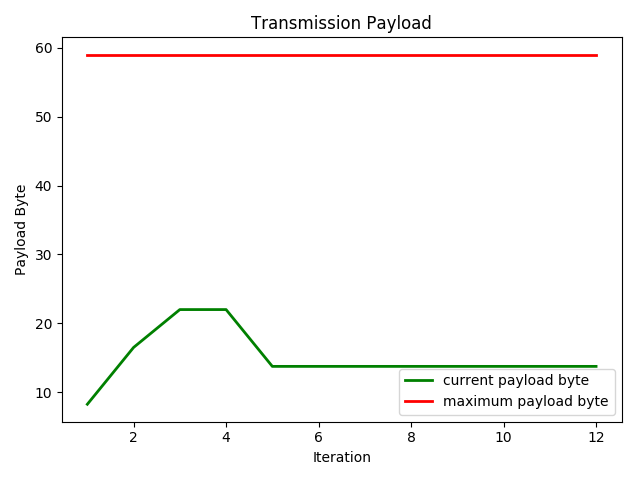 Transmission Payload
60
50
40
30
20
10
Payload Byte
2
4
6
8
10
12
Iteration
current payload byte
maximum payload byte